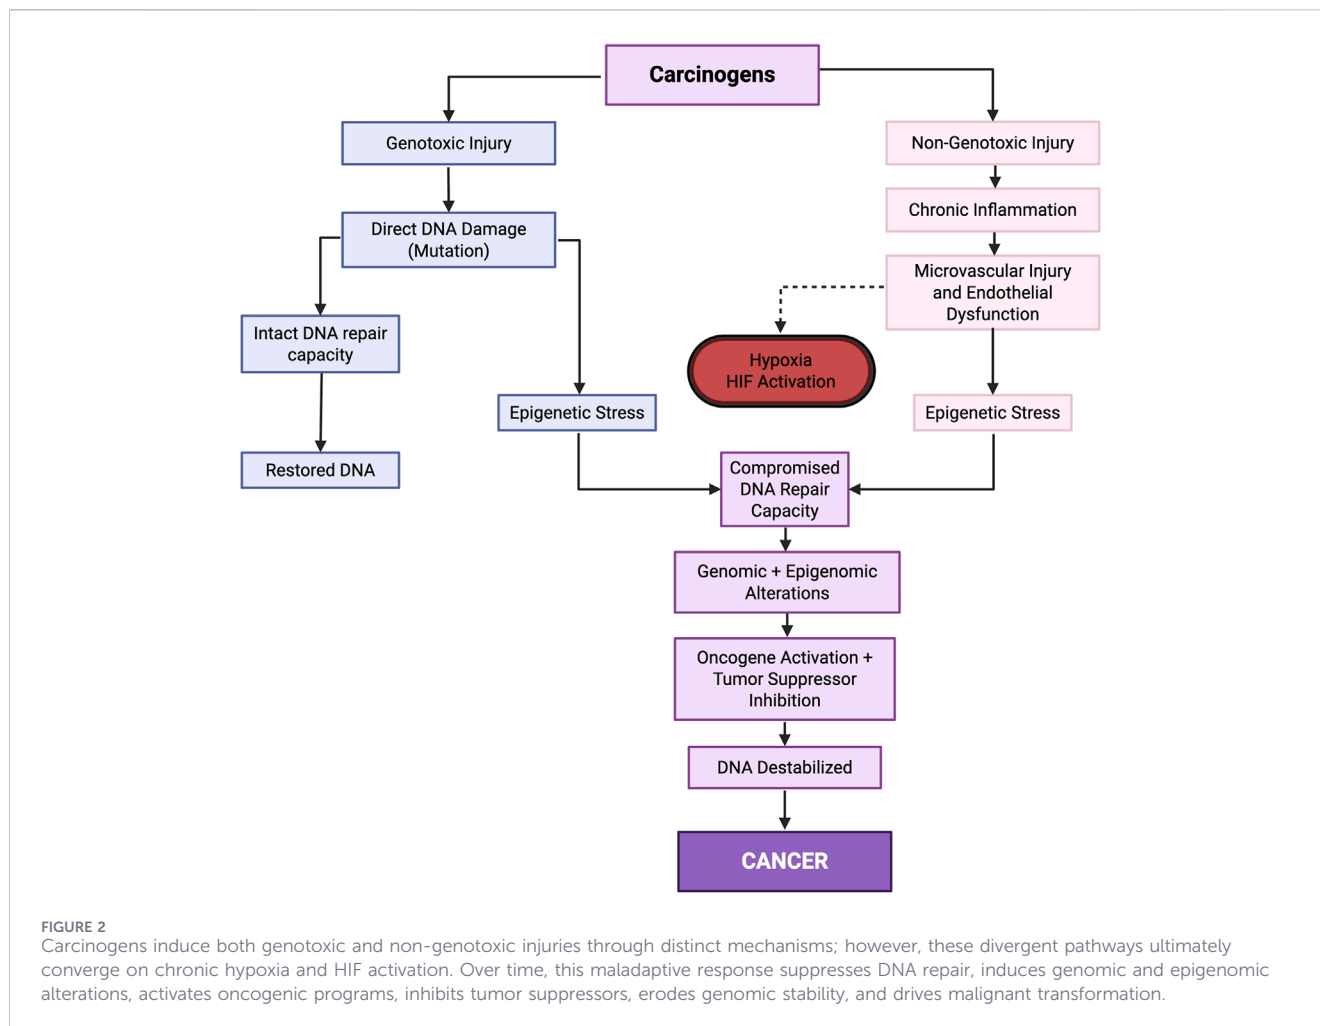 Carcinogens
Genotoxic Injury
Direct DNA Damage
(Mutation)
Intact DNA repair
capacity
Restored DNA
Epigenetic Stress
Non-Genotoxic Injury
Chronic Inflammation
Microvascular Injury
and Endothelial
Dysfunction
Hypoxia
HIF Activation
Epigenetic Stress
Compromised
DNA Repair
Capacity
Genomic + Epigenomic
Alterations
Oncogene Activation +
Tumor Suppressor
Inhibition
DNA Destabilized
CANCER
FIGURE 2
Carcinogens induce both genotoxic and non-genotoxic injuries through distinct mechanisms; however, these divergent pathways ultimately
converge on chronic hypoxia and HIF activation. Over time, this maladaptive response suppresses DNA repair, induces genomic and epigenomic
alterations, activates oncogenic programs, inhibits tumor suppressors, erodes genomic stability, and drives malignant transformation.